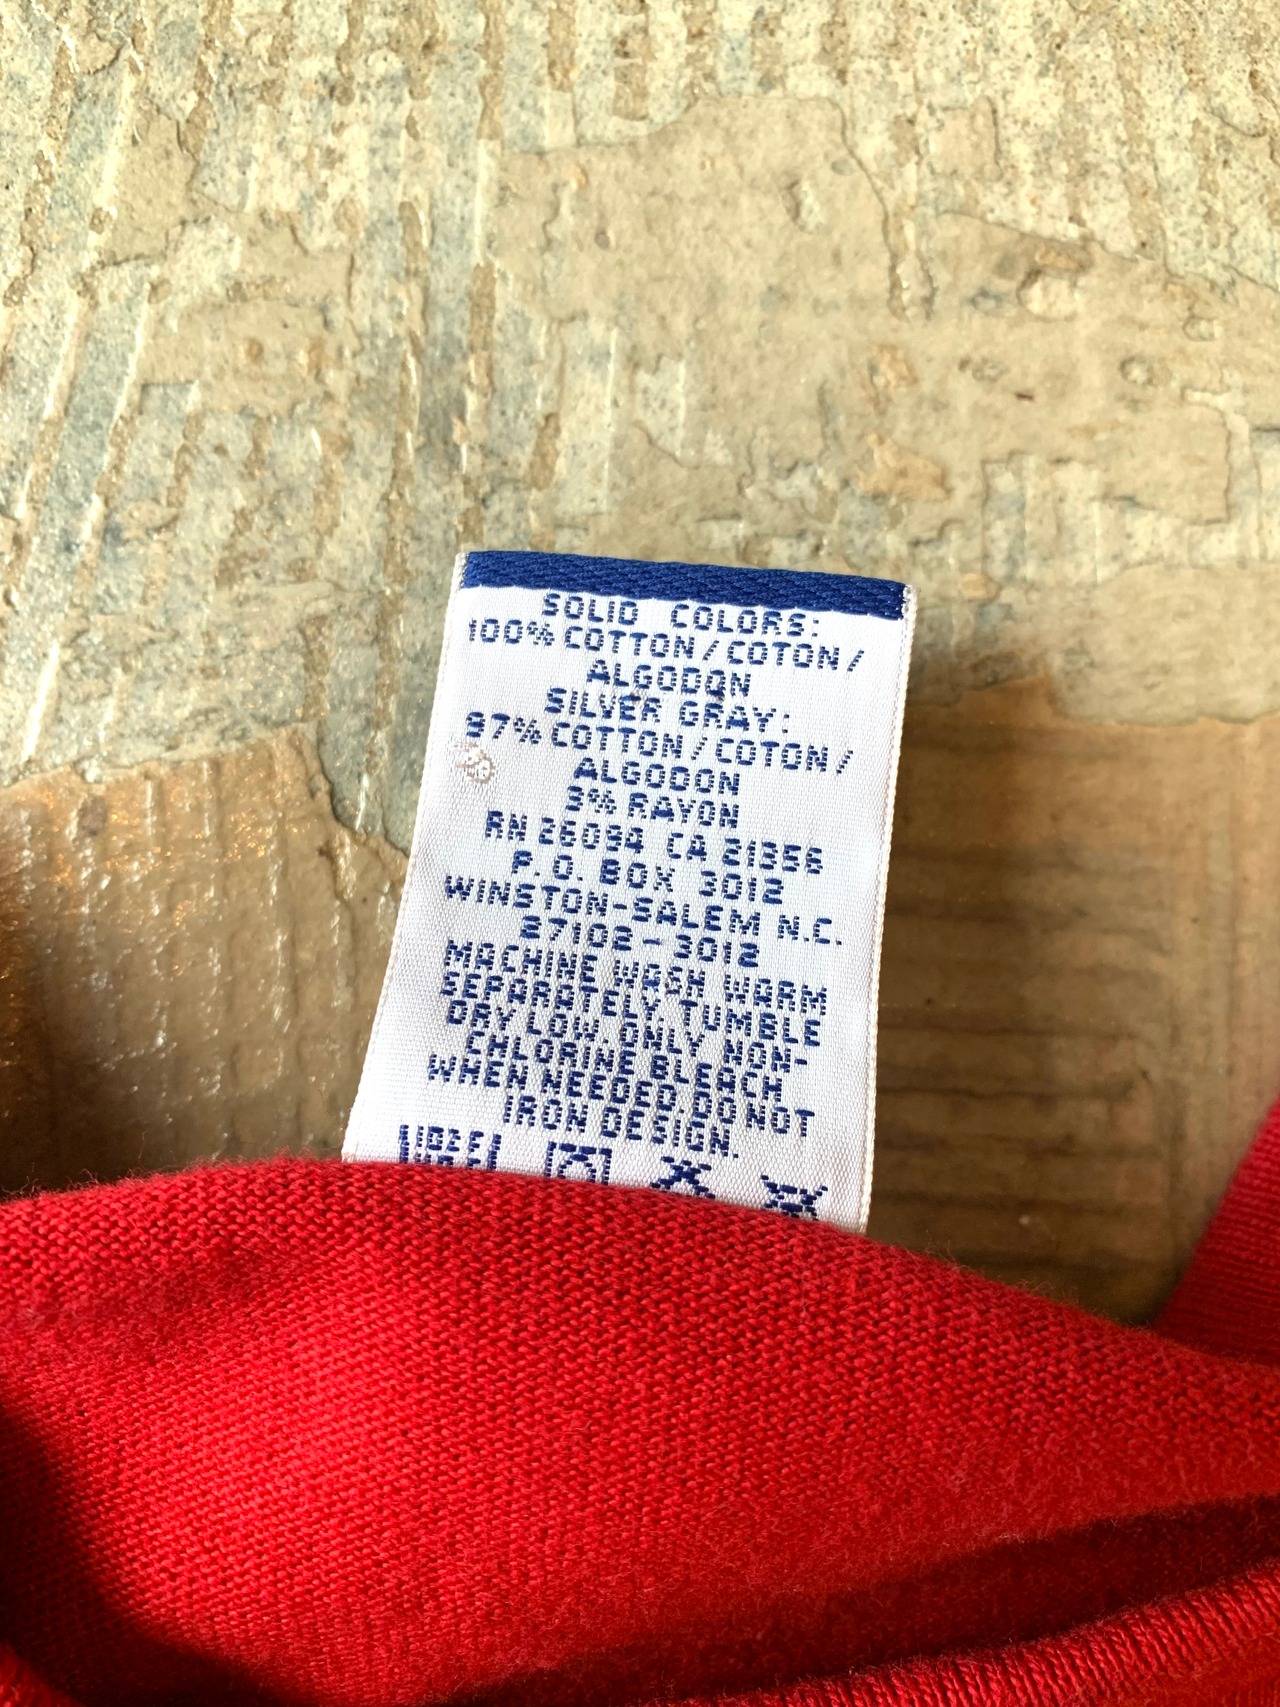 SOLID COLORS:
100% COTTON/COTON/
ALGODON
SILVER GRAY:
97% COTTON/COTON/
ALGODON
3% RAYON
RN 26094 CA 21356
P.O. BOX 3012
WINSTON-SALEM N.C.
27102-3012
MACHINE WASH WARM
SEPARATELY. TUMBLE
DRY LOW. ONLY NON-
CHLORINE BLEACH
WHEN NEEDED. DO NOT
IRON DESIGN.